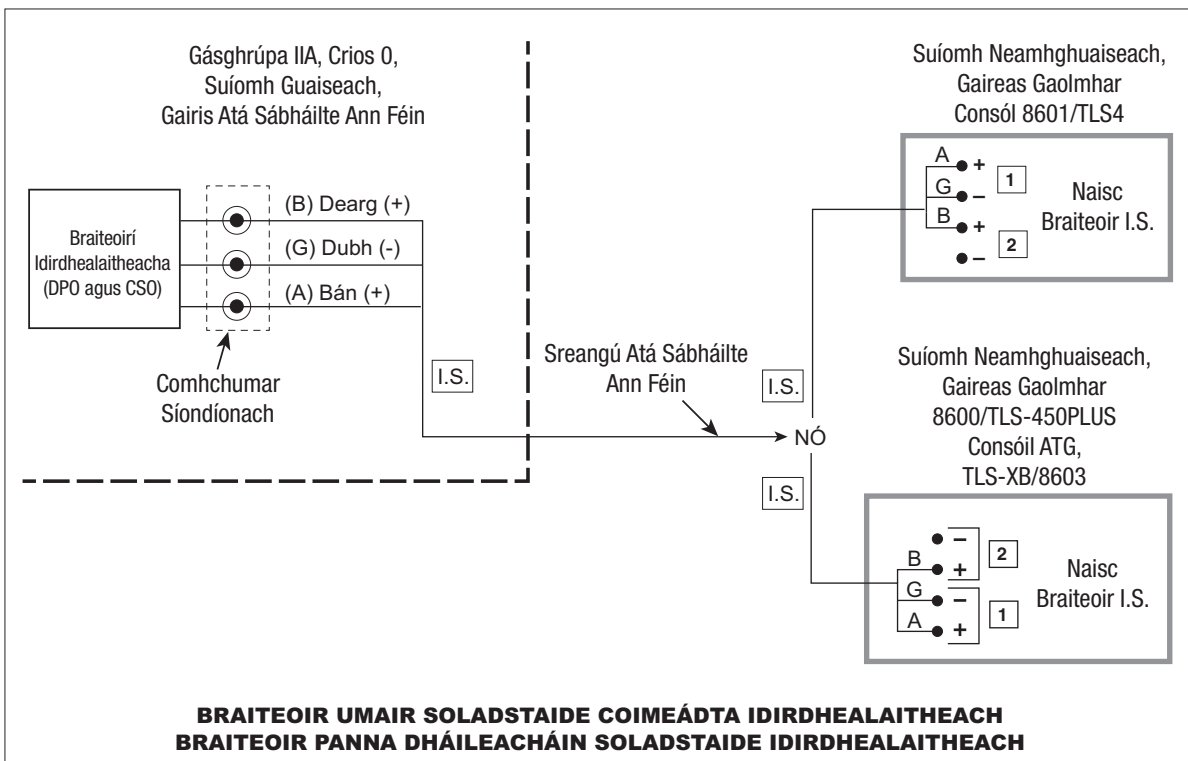 Gásghrúpa IIA, Crios 0,
Suíomh Guaiseach,
Gairis Atá Sábháilte Ann Féin
Braiteoirí
Idirdhealaitheacha
(DPO agus CSO)
(B) Dearg (+)
(G) Dubh (-)
(A) Bán (+)
Comhchumar
Síondíonach
I.S.
Sreangú Atá Sábháilte
Ann Féin
I.S.
NÓ
I.S.
Suíomh Neamhghuaiseach,
Gaireas Gaolmhar
Consól 8601/TLS4
A +
G –
B +
–
1
2
Naisc
Braiteoir I.S.
Suíomh Neamhghuaiseach,
Gaireas Gaolmhar
8600/TLS-450PLUS
Consóil ATG,
TLS-XB/8603
–
B +
G –
A +
2
1
Naisc
Braiteoir I.S.
BRAITEOIR UMAIR SOLADSTAIDE COIMEÁDTA IDIRDHEALAITHEACH
BRAITEOIR PANNA DHÁILEACHÁIN SOLADSTAIDE IDIRDHEALAITHEACH